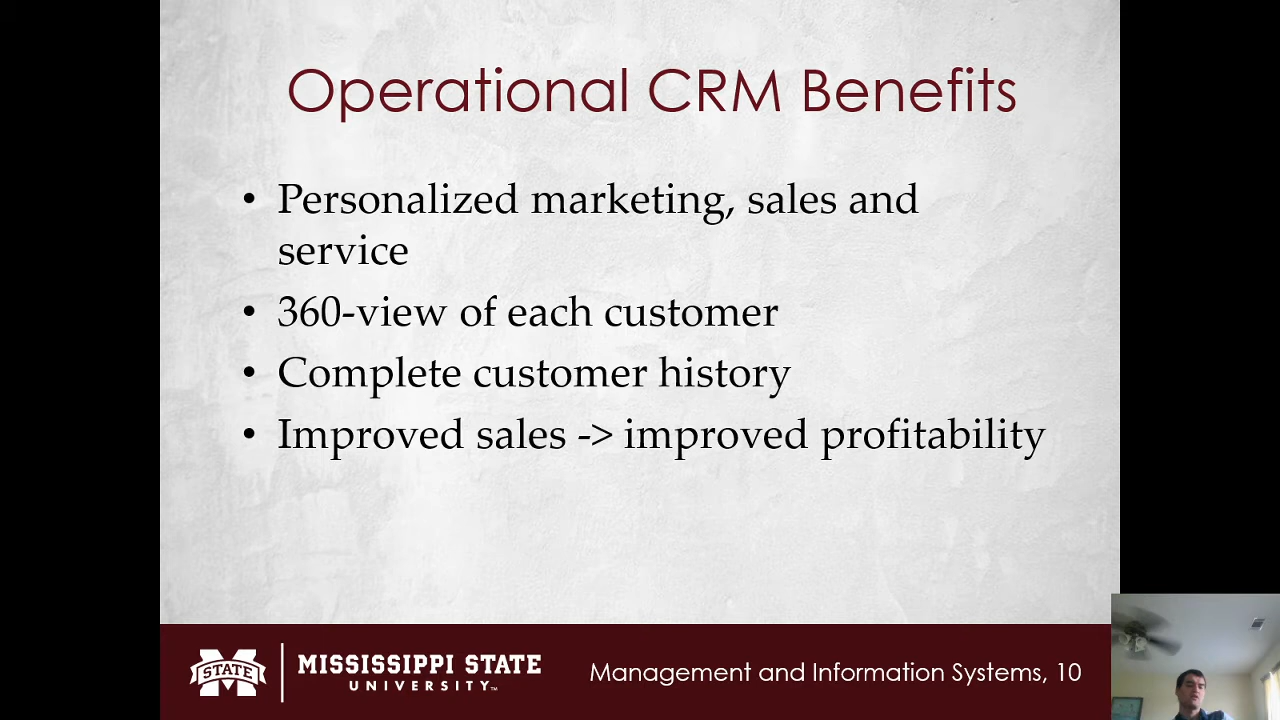 Operational CRM Benefits
• Personalized marketing, sales and
service
• 360-view of each customer
• Complete customer history
• Improved sales -> improved profitability
STATE
MISSISSIPPI STATE
UNIVERSITY™
Management and Information Systems, 10